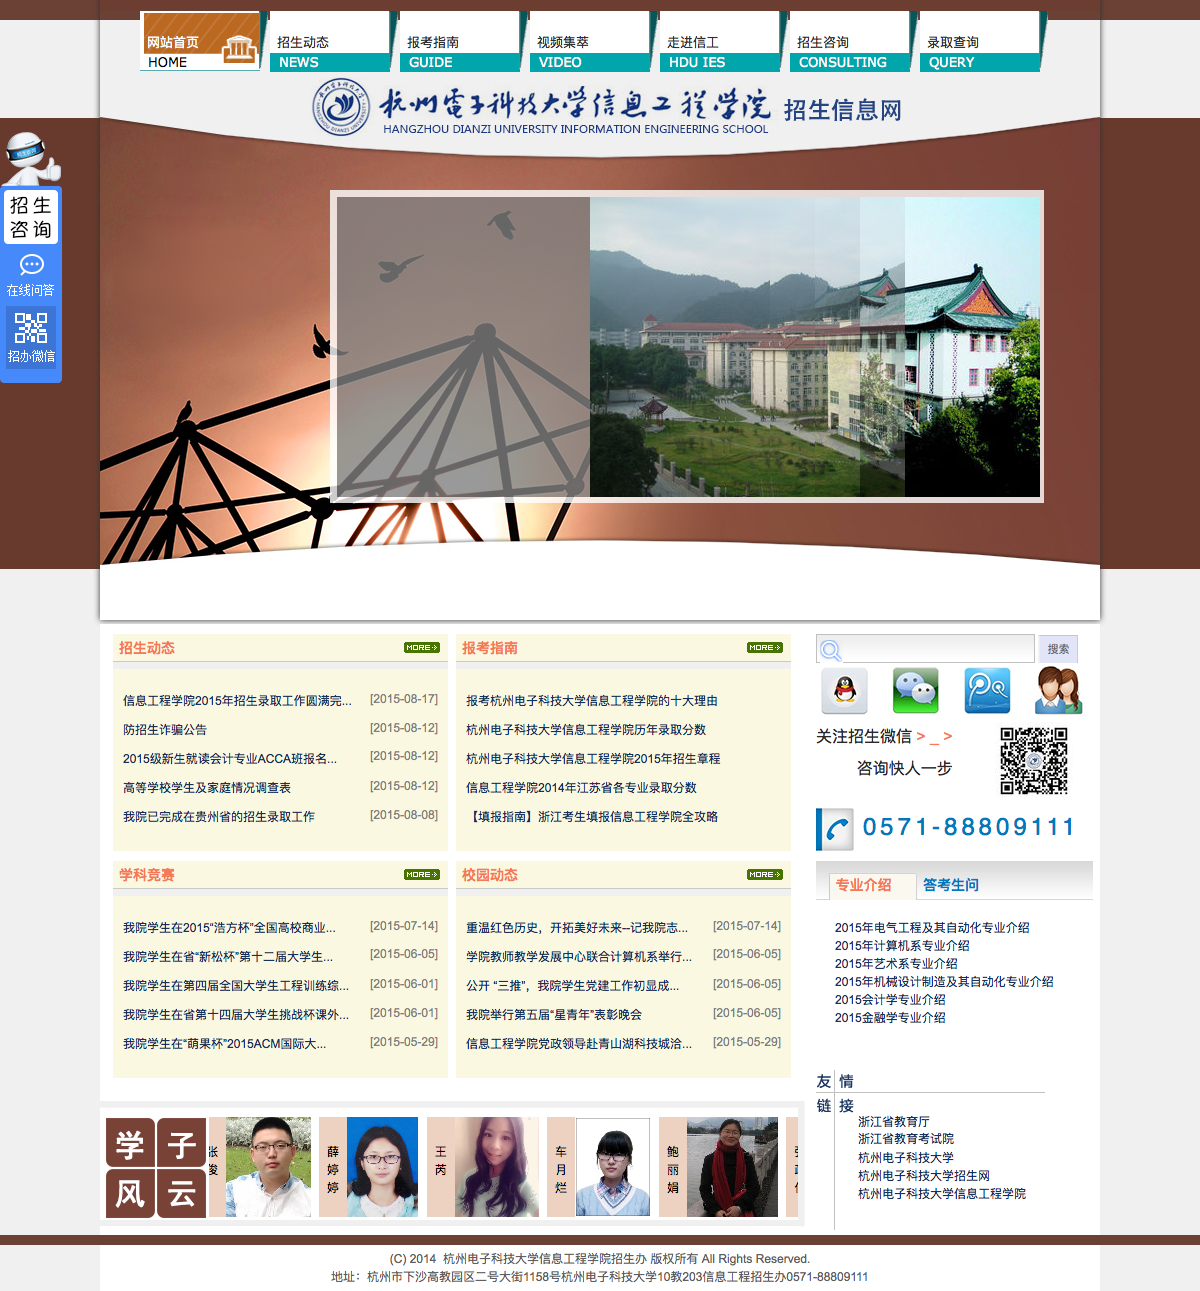 网站首页
HOME
招生动态
NEWS
报考指南
GUIDE
视频集萃
VIDEO
走进信工
HDU IES
招生咨询
CONSULTING
录取查询
QUERY
杭州電子科技大学信息工程学院 招生信息网
HANGZHOU DIANZI UNIVERSITY INFORMATION ENGINEERING SCHOOL
招生
咨询
在线问答
招办微信
招生动态 MORE
信息工程学院2015年招生录取工作圆满完... [2015-08-17]
防招生诈骗公告 [2015-08-12]
2015级新生就读会计专业ACCA班报名... [2015-08-12]
高等学校学生及家庭情况调查表 [2015-08-12]
我院已完成在贵州省的招生录取工作 [2015-08-08]
报考指南 MORE
报考杭州电子科技大学信息工程学院的十大理由
杭州电子科技大学信息工程学院历年录取分数
杭州电子科技大学信息工程学院2015年招生章程
信息工程学院2014年江苏省各专业录取分数
【填报指南】浙江考生填报信息工程学院全攻略
搜索
关注招生微信 > _ >
咨询快人一步
0571-88809111
学科竞赛 MORE
我院学生在2015“浩方杯”全国高校商业... [2015-07-14]
我院学生在省“新松杯”第十二届大学生... [2015-06-05]
我院学生在第四届全国大学生工程训练综... [2015-06-01]
我院学生在省第十四届大学生挑战杯课外... [2015-06-01]
我院学生在“萌果杯”2015ACM国际大... [2015-05-29]
校园动态 MORE
重温红色历史，开拓美好未来--记我院志... [2015-07-14]
学院教师教学发展中心联合计算机系举行... [2015-06-05]
公开 “三推”，我院学生党建工作初显成... [2015-06-05]
我院举行第五届“星青年”表彰晚会 [2015-06-05]
信息工程学院党政领导赴青山湖科技城洽... [2015-05-29]
专业介绍 答考生问
2015年电气工程及其自动化专业介绍
2015年计算机系专业介绍
2015年艺术系专业介绍
2015年机械设计制造及其自动化专业介绍
2015会计学专业介绍
2015金融学专业介绍
友情
链接
浙江省教育厅
浙江省教育考试院
杭州电子科技大学
杭州电子科技大学招生网
杭州电子科技大学信息工程学院
学子
风云
张俊
薛婷婷
王芮
车月烂
鲍丽娟
(C) 2014 杭州电子科技大学信息工程学院招生办 版权所有 All Rights Reserved.
地址：杭州市下沙高教园区二号大街1158号杭州电子科技大学10教203信息工程招生办0571-88809111